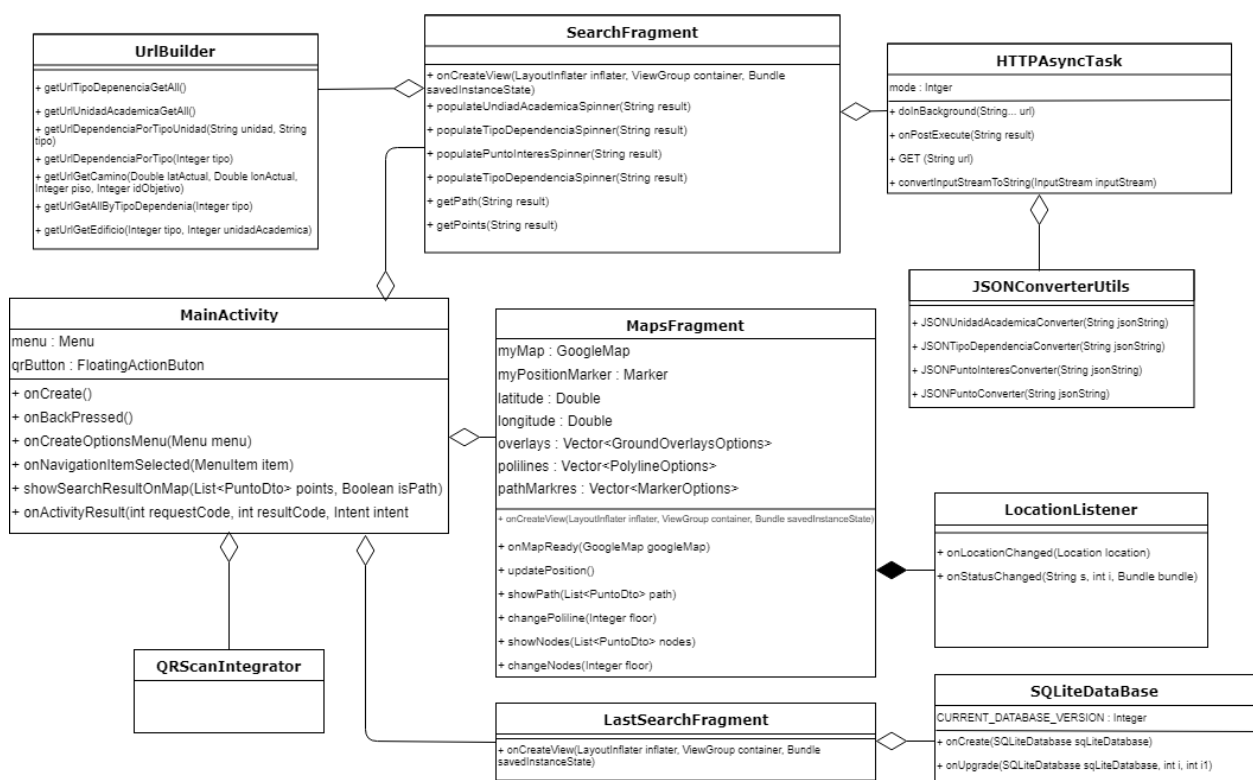 UrlBuilder
+ getUrlTipoDepenenciaGetAll()
+ getUrlUnidadAcademicaGetAll()
+ getUrlDependenciaPorTipoUnidad(String unidad, String
tipo)
+ getUrlDependenciaPorTipo(Integer tipo)
+ getUrlGetCamino(Double latActual, Double lonActual,
Integer piso, Integer idObjetivo)
+ getUrlGetAllByTipoDependenia(Integer tipo)
+ getUrlGetEdificio(Integer tipo, Integer unidadAcademica)
SearchFragment
+ onCreateView(LayoutInflater inflater, ViewGroup container, Bundle
savedInstanceState)
+ populateUndiadAcademicaSpinner(String result)
+ populateTipoDependenciaSpinner(String result)
+ populatePuntoInteresSpinner(String result)
+ populateTipoDependenciaSpinner(String result)
+ getPath(String result)
+ getPoints(String result)
HTTPAsyncTask
mode : Intger
+ doInBackground(String... url)
+ onPostExecute(String result)
+ GET (String url)
+ convertInputStreamToString(InputStream inputStream)
JSONConverterUtils
+ JSONUnidadAcademicaConverter(String jsonString)
+ JSONTipoDependenciaConverter(String jsonString)
+ JSONPuntoInteresConverter(String jsonString)
+ JSONPuntoConverter(String jsonString)
MainActivity
menu : Menu
qrButton : FloatingActionButon
+ onCreate()
+ onBackPressed()
+ onCreateOptionsMenu(Menu menu)
+ onNavigationItemSelected(MenuItem item)
+ showSearchResultOnMap(List<PuntoDto> points, Boolean isPath)
+ onActivityResult(int requestCode, int resultCode, Intent intent
MapsFragment
myMap : GoogleMap
myPositionMarker : Marker
latitude : Double
longitude : Double
overlays : Vector<GroundOverlaysOptions>
polilines : Vector<PolylineOptions>
pathMarkres : Vector<MarkerOptions>
+ onCreateView(LayoutInflater inflater, ViewGroup container, Bundle savedInstanceState)
+ onMapReady(GoogleMap googleMap)
+ updatePosition()
+ showPath(List<PuntoDto> path)
+ changePoliline(Integer floor)
+ showNodes(List<PuntoDto> nodes)
+ changeNodes(Integer floor)
LocationListener
+ onLocationChanged(Location location)
+ onStatusChanged(String s, int i, Bundle bundle)
QRScanIntegrator
LastSearchFragment
+ onCreateView(LayoutInflater inflater, ViewGroup container, Bundle
savedInstanceState)
SQLiteDataBase
CURRENT_DATABASE_VERSION : Integer
+ onCreate(SQLiteDatabase sqLiteDatabase)
+ onUpgrade(SQLiteDatabase sqLiteDatabase, int i, int i1)